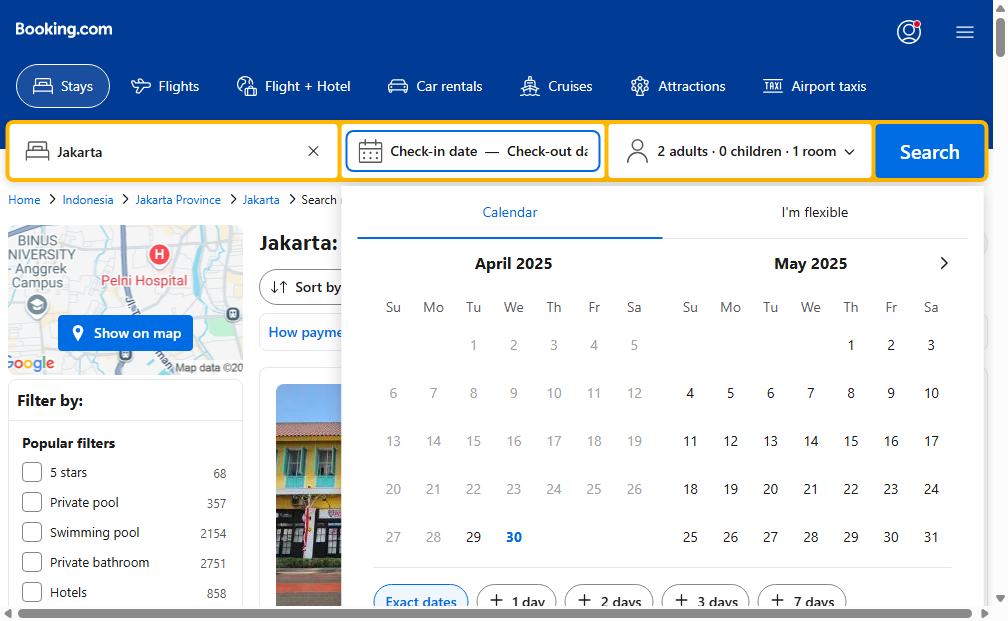 Booking.com
Stays Flights Flight + Hotel Car rentals Cruises Attractions Airport taxis
Jakarta
Check-in date — Check-out da
2 adults · 0 children · 1 room
Search
Home > Indonesia > Jakarta Province > Jakarta > Search
BINUS
NIVERSITY
- Anggrek
Campus
H
Pelni Hospital
Show on map
Google
Map data ©20
Filter by:
Popular filters
5 stars 68
Private pool 357
Swimming pool 2154
Private bathroom 2751
Hotels 858
Jakarta:
Sort by
How payme
Calendar I'm flexible
April 2025
Su Mo Tu We Th Fr Sa
1 2 3 4 5
6 7 8 9 10 11 12
13 14 15 16 17 18 19
20 21 22 23 24 25 26
27 28 29 30
May 2025
Su Mo Tu We Th Fr Sa
1 2 3
4 5 6 7 8 9 10
11 12 13 14 15 16 17
18 19 20 21 22 23 24
25 26 27 28 29 30 31
Exact dates + 1 day + 2 days + 3 days + 7 days